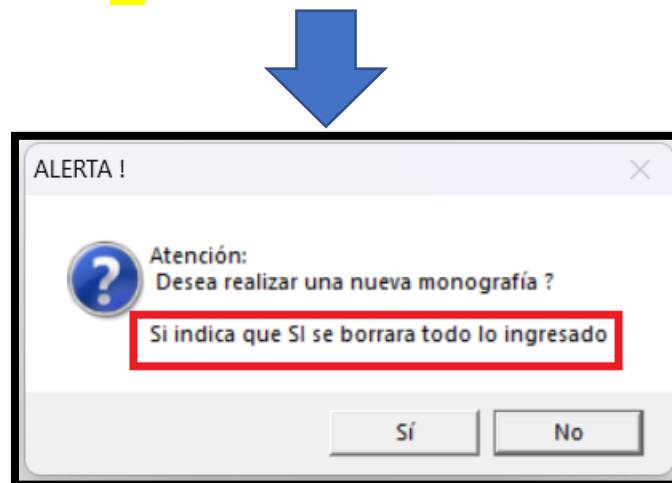 ALERTA !
Atención:
Desea realizar una nueva monografía ?
Si indica que SI se borrara todo lo ingresado
Sí
No